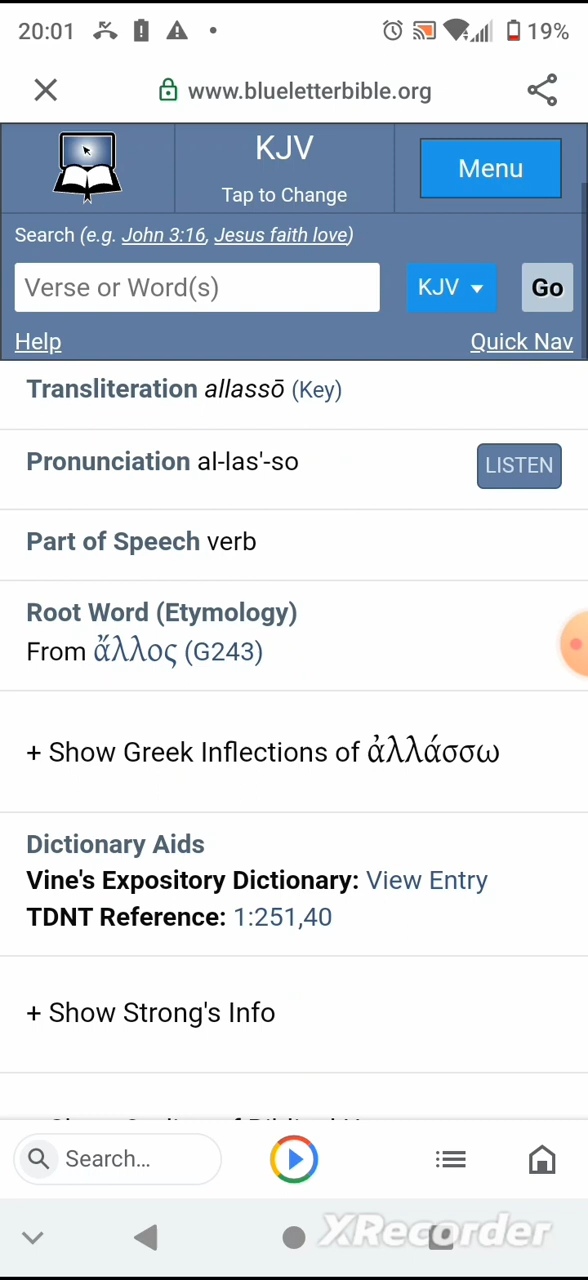 20:01
19%
www.blueletterbible.org
KJV
Tap to Change
Menu
Search (e.g. John 3:16, Jesus faith love)
Verse or Word(s)
KJV
Go
Help
Quick Nav
Transliteration allassō (Key)
Pronunciation al-las'-so
LISTEN
Part of Speech verb
Root Word (Etymology)
From ἄλλος (G243)
+ Show Greek Inflections of ἀλλάσσω
Dictionary Aids
Vine's Expository Dictionary: View Entry
TDNT Reference: 1:251,40
+ Show Strong's Info
Search...
XRecorder